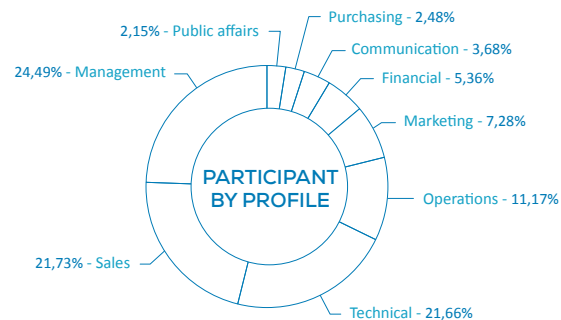 Purchasing - 2,48%
2,15% - Public affairs
Communication - 3,68%
24,49% - Management
Financial - 5,36%
Marketing - 7,28%
PARTICIPANT
BY PROFILE
Operations - 11,17%
21,73% - Sales
Technical - 21,66%